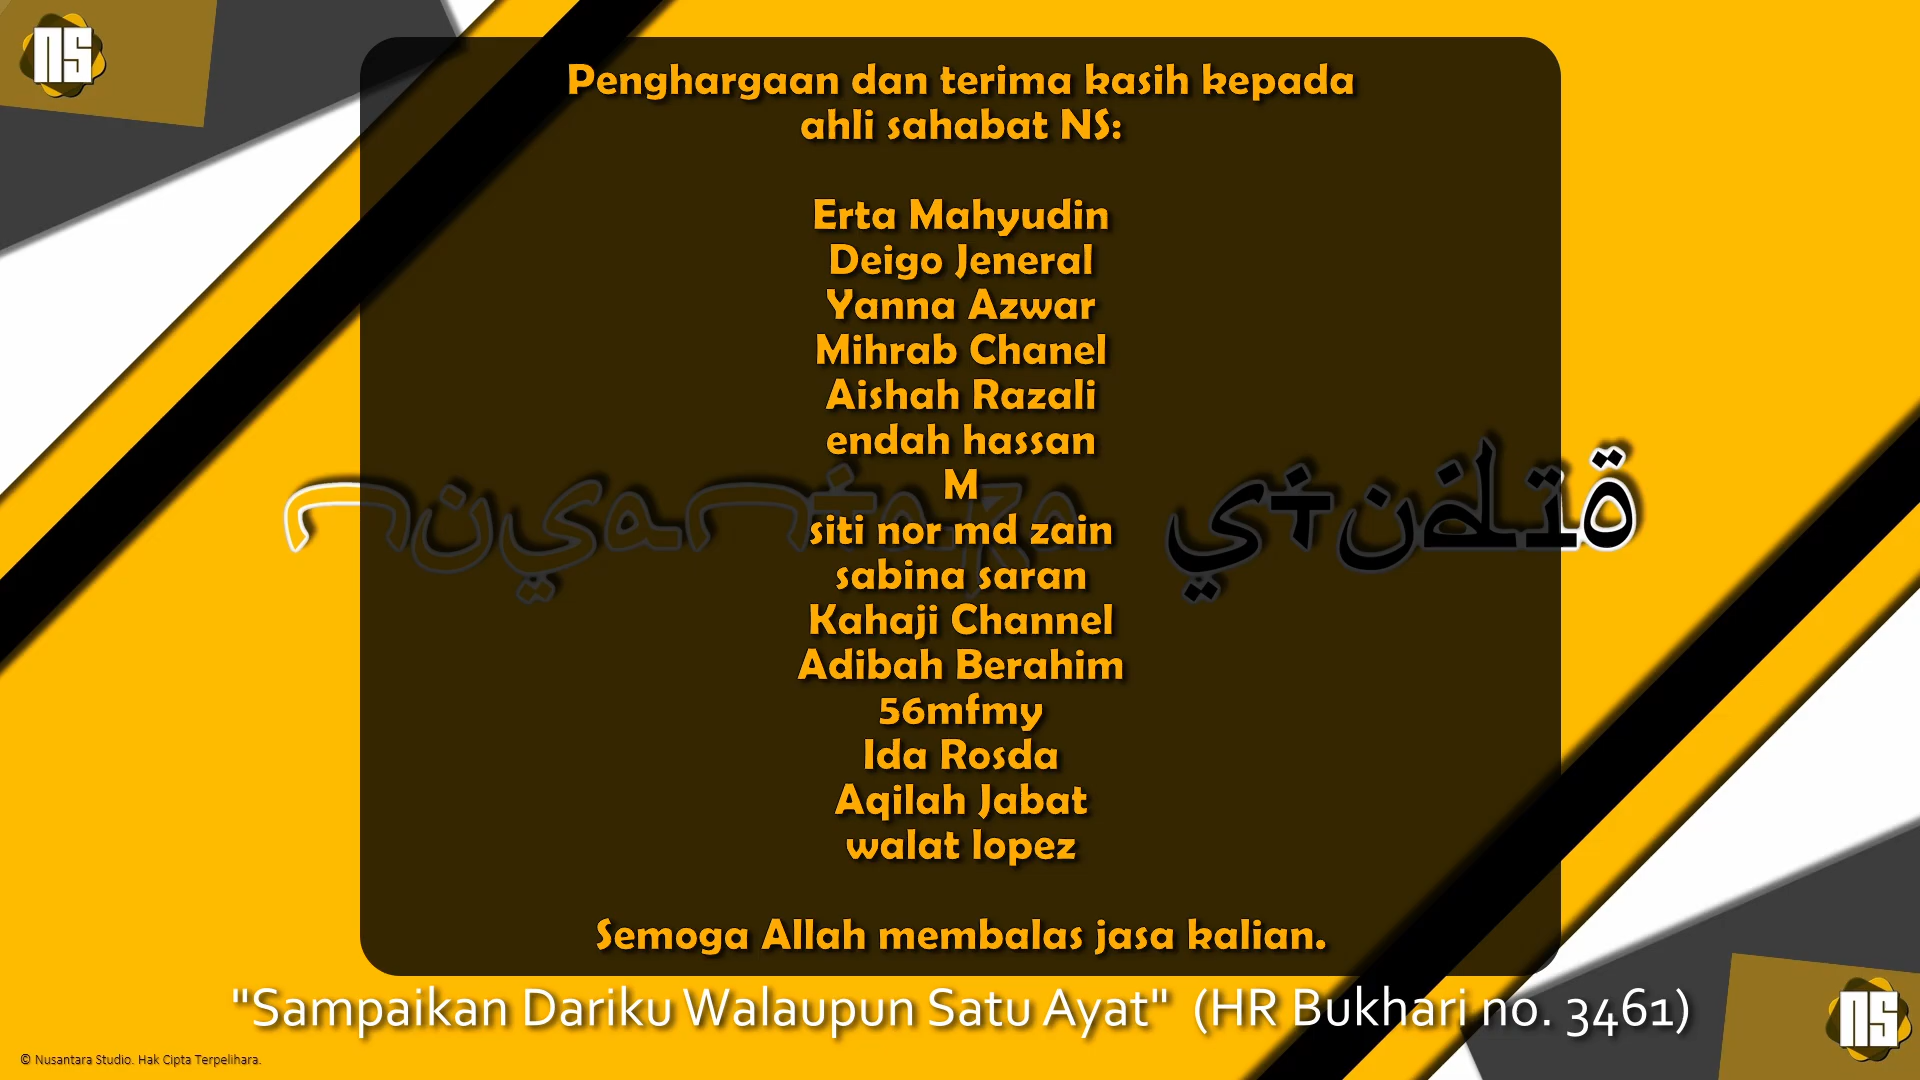 NS
Penghargaan dan terima kasih kepada
ahli sahabat NS:
Erta Mahyudin
Deigo Jeneral
Yanna Azwar
Mihrab Chanel
Aishah Razali
endah hassan
M
nusantara studio
siti nor md zain
sabina saran
Kahaji Channel
Adibah Berahim
56mfmy
Ida Rosda
Aqilah Jabat
walat lopez
Semoga Allah membalas jasa kalian.
"Sampaikan Dariku Walaupun Satu Ayat" (HR Bukhari no. 3461)
NS
© Nusantara Studio. Hak Cipta Terpelihara.